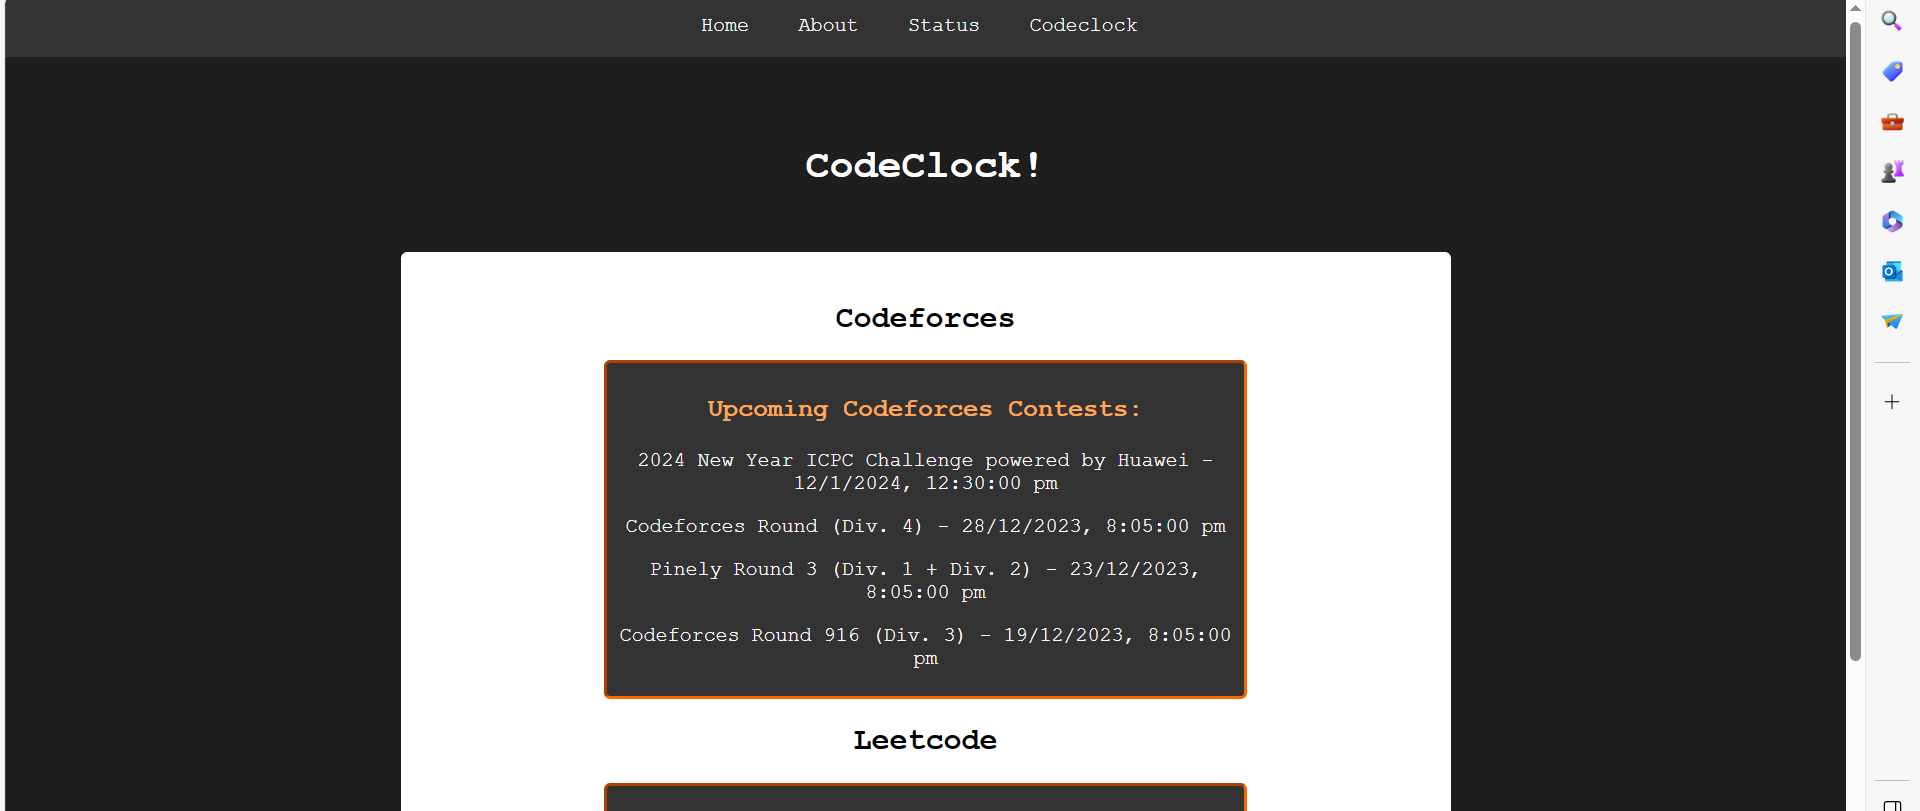 Home About Status Codeclock
CodeClock!
Codeforces
Upcoming Codeforces Contests:
2024 New Year ICPC Challenge powered by Huawei -
12/1/2024, 12:30:00 pm
Codeforces Round (Div. 4) - 28/12/2023, 8:05:00 pm
Pinely Round 3 (Div. 1 + Div. 2) - 23/12/2023,
8:05:00 pm
Codeforces Round 916 (Div. 3) - 19/12/2023, 8:05:00
pm
Leetcode